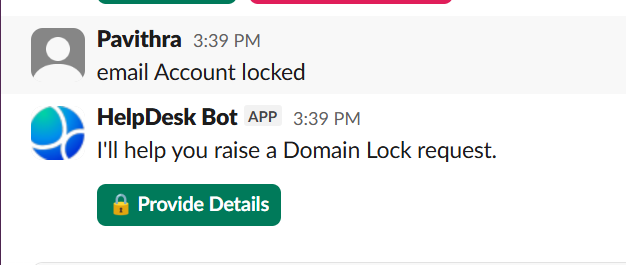 Pavithra 3:39 PM
email Account locked
HelpDesk Bot APP 3:39 PM
I'll help you raise a Domain Lock request.
🔒 Provide Details